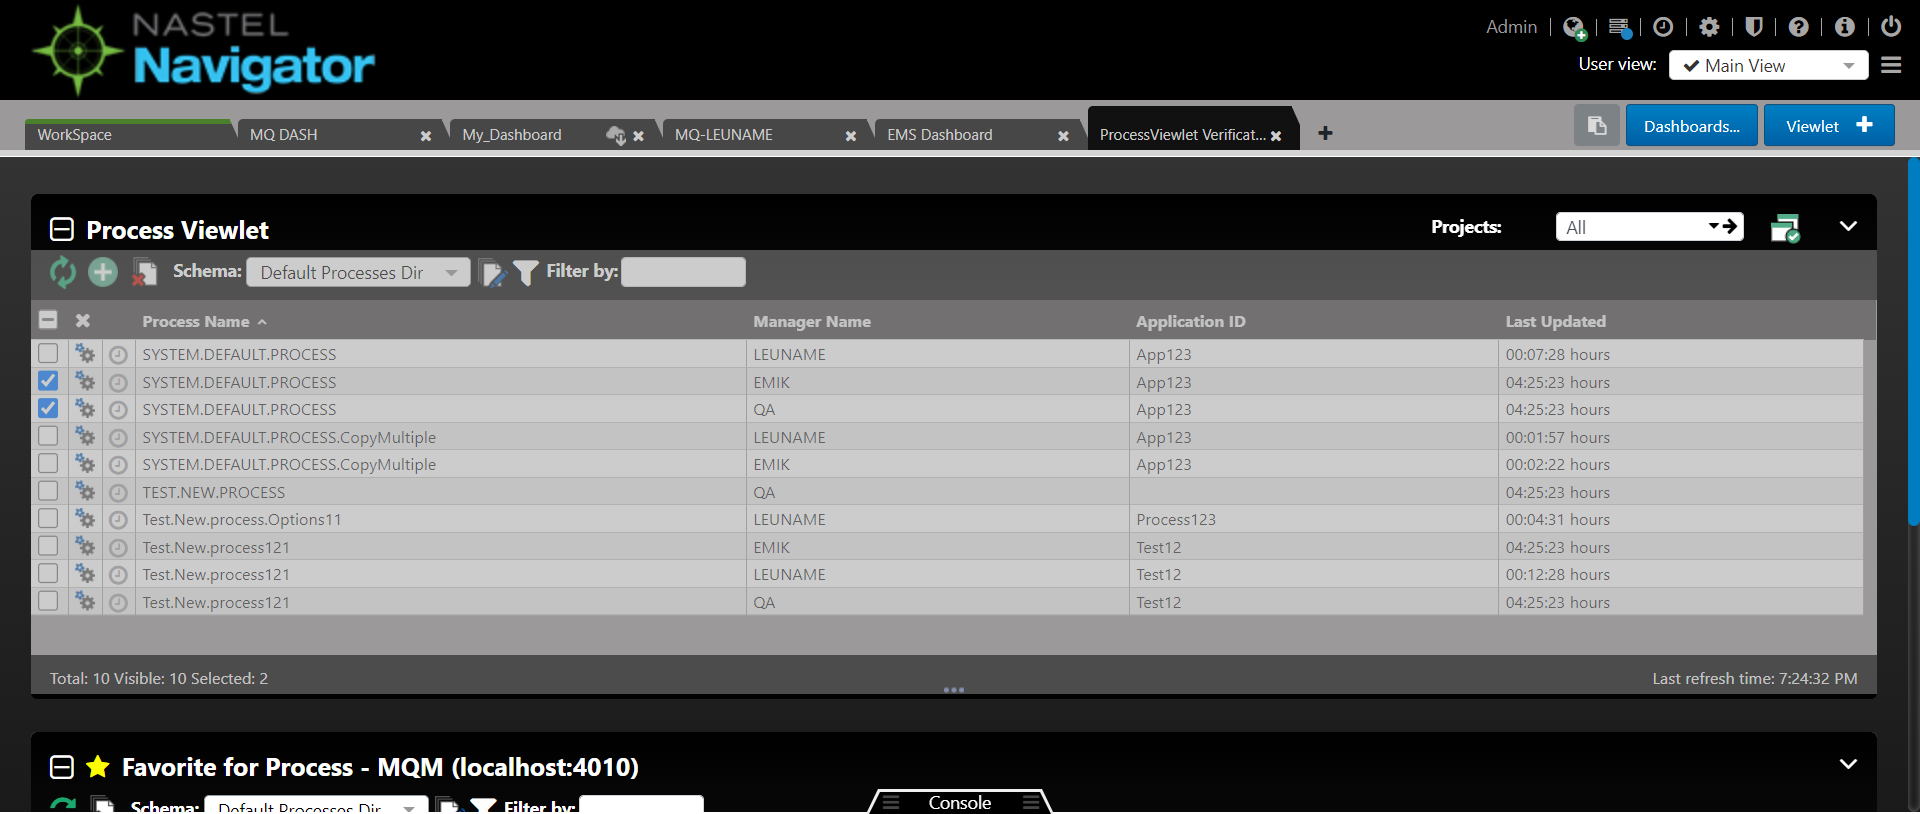 NASTEL
Navigator
Admin
User view: Main View
WorkSpace MQ DASH My_Dashboard MQ-LEUNAME EMS Dashboard ProcessViewlet Verificat... Dashboards... Viewlet
Process Viewlet Projects: All
Schema: Default Processes Dir Filter by:
Process Name Manager Name Application ID Last Updated
SYSTEM.DEFAULT.PROCESS LEUNAME App123 00:07:28 hours
SYSTEM.DEFAULT.PROCESS EMIK App123 04:25:23 hours
SYSTEM.DEFAULT.PROCESS QA App123 04:25:23 hours
SYSTEM.DEFAULT.PROCESS.CopyMultiple LEUNAME App123 00:01:57 hours
SYSTEM.DEFAULT.PROCESS.CopyMultiple EMIK App123 00:02:22 hours
TEST.NEW.PROCESS QA 04:25:23 hours
Test.New.process.Options11 LEUNAME Process123 00:04:31 hours
Test.New.process121 EMIK Test12 04:25:23 hours
Test.New.process121 LEUNAME Test12 00:12:28 hours
Test.New.process121 QA Test12 04:25:23 hours
Total: 10 Visible: 10 Selected: 2 Last refresh time: 7:24:32 PM
Favorite for Process - MQM (localhost:4010)
Schema: Default Processes Dir Filter by:
Console